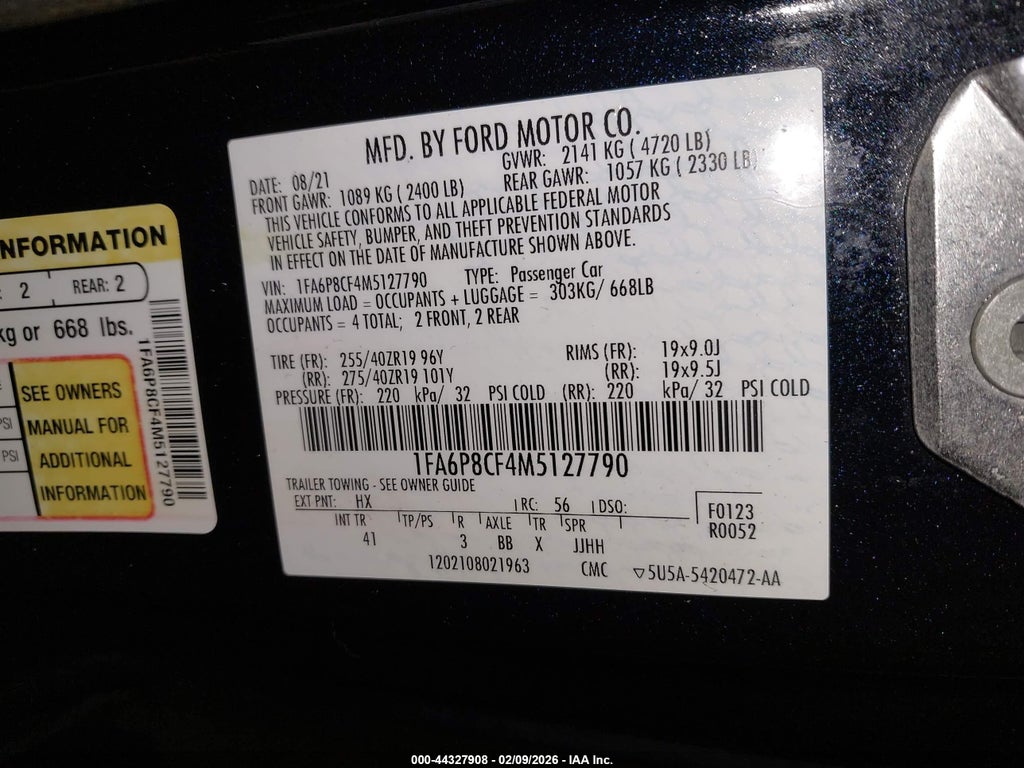 MFD. BY FORD MOTOR CO.
DATE: 08/21 GVWR: 2141 KG ( 4720 LB)
FRONT GAWR: 1089 KG ( 2400 LB) REAR GAWR: 1057 KG ( 2330 LB)
THIS VEHICLE CONFORMS TO ALL APPLICABLE FEDERAL MOTOR
VEHICLE SAFETY, BUMPER, AND THEFT PREVENTION STANDARDS
IN EFFECT ON THE DATE OF MANUFACTURE SHOWN ABOVE.
VIN: 1FA6P8CF4M5127790 TYPE: Passenger Car
MAXIMUM LOAD = OCCUPANTS + LUGGAGE = 303KG/ 668LB
OCCUPANTS = 4 TOTAL; 2 FRONT, 2 REAR
TIRE (FR): 255/40ZR19 96Y RIMS (FR): 19x9.0J
(RR): 275/40ZR19 101Y (RR): 19x9.5J
PRESSURE (FR): 220 kPa/ 32 PSI COLD (RR): 220 kPa/ 32 PSI COLD
1FA6P8CF4M5127790
TRAILER TOWING - SEE OWNER GUIDE
EXT PNT: HX RC: 56 DSO:
F0123
R0052
INT TR TP/PS R AXLE TR SPR
41 3 BB X JJHH
1202108021963 CMC ▽5U5A-5420472-AA
INFORMATION
: 2 REAR: 2
kg or 668 lbs.
SEE OWNERS
MANUAL FOR
ADDITIONAL
INFORMATION
PSI
PSI
1FA6P8CF4M5127790
000-44327908 - 02/09/2026 - IAA Inc.